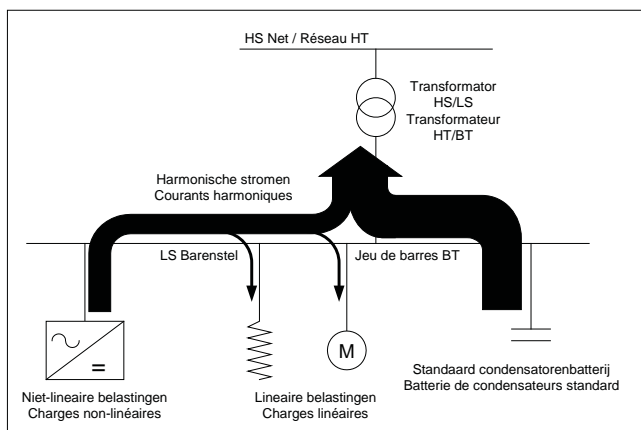 HS Net / Réseau HT
Transformator
HS/LS
Transformateur
HT/BT
Harmonische stromen
Courants harmoniques
LS Barenstel
Jeu de barres BT
M
Niet-lineaire belastingen
Charges non-linéaires
Lineaire belastingen
Charges linéaires
Standaard condensatorenbatterij
Batterie de condensateurs standard